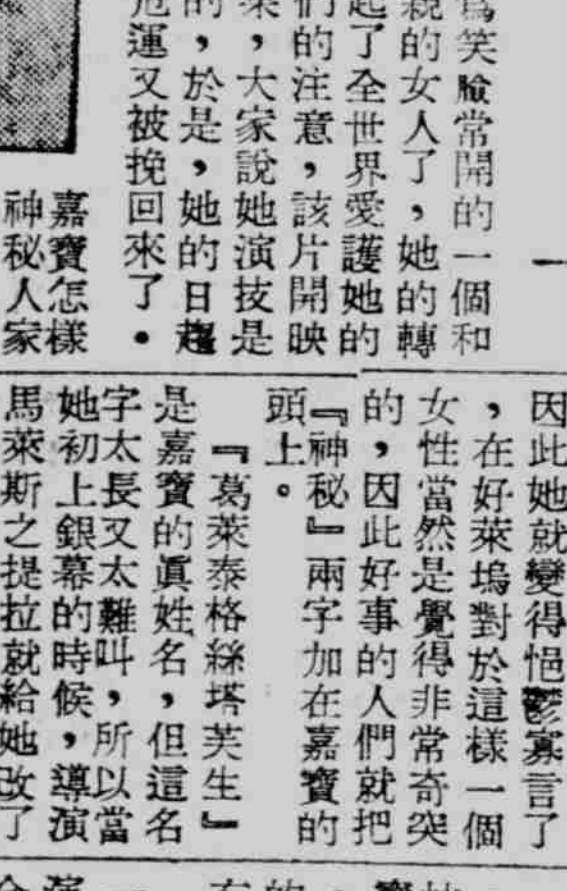 爲笑臉常開的一個和
親的女人了，她的轉
起了全世界愛護她的
們的注意，該片開映
，大家說她演技是
的，於是，她的日趨
危運又被挽回來了．
嘉寶怎樣
神秘人家
因此她就變得悒鬱寡言了
，在好萊塢對於這樣一個
女性當然是覺得非常奇突
的，因此好事的人們就把
『神秘』兩字加在嘉寶的
頭上。
『葛萊泰格絲塔芙生』
是嘉寶的眞姓名，但這名
字太長又太難叫，所以當
她初上銀幕的時候，導演
馬萊斯之提拉就給她改了